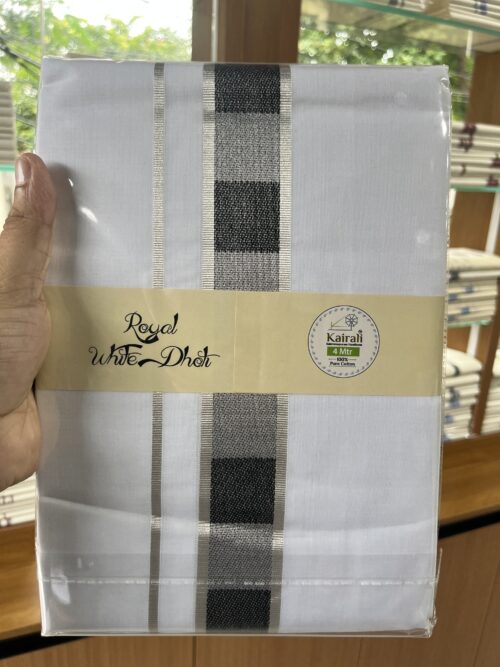 Royal
White Dhoti
Kairali
4 Mtr
100%
Pure Cotton